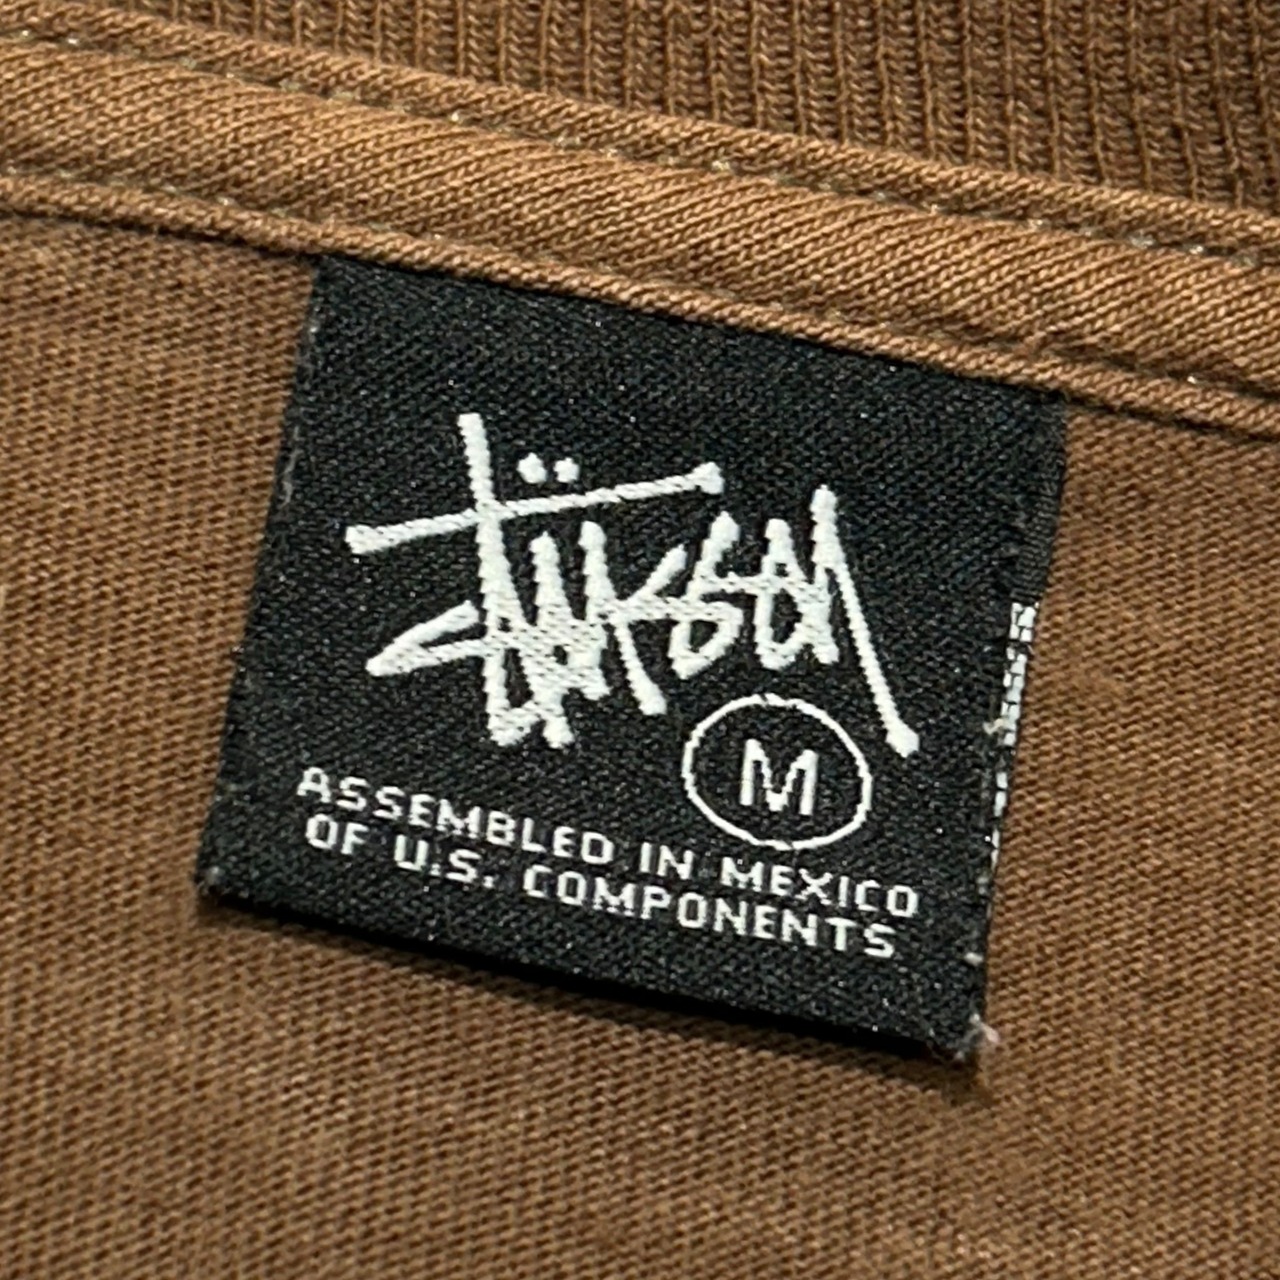 Stüssy
M
ASSEMBLED IN MEXICO
OF U.S. COMPONENTS